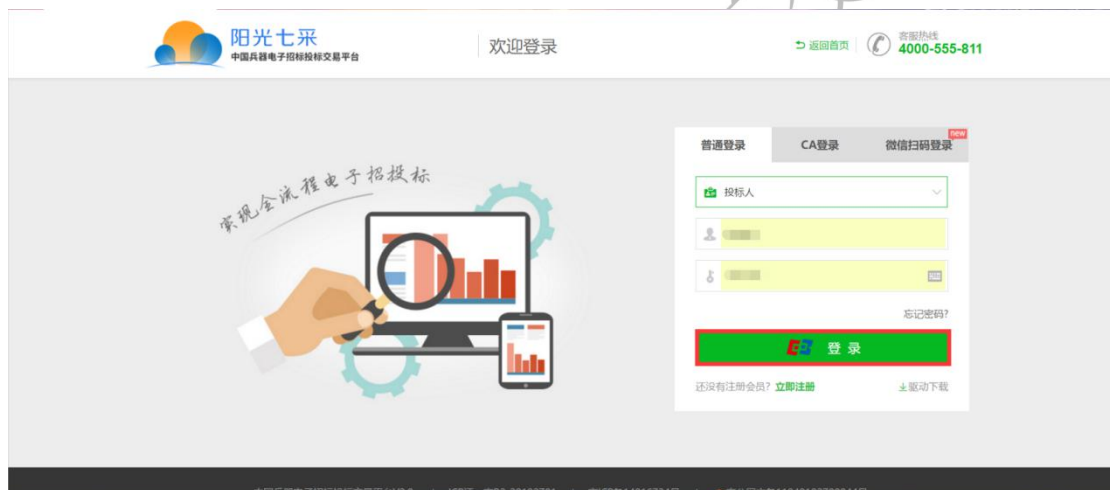 阳光七采
中国兵器电子招标投标交易平台
欢迎登录
返回首页
客服热线
4000-555-811
实现全流程电子招投标
普通登录
CA登录
微信扫码登录
new
投标人
忘记密码?
登 录
还没有注册会员? 立即注册
驱动下载